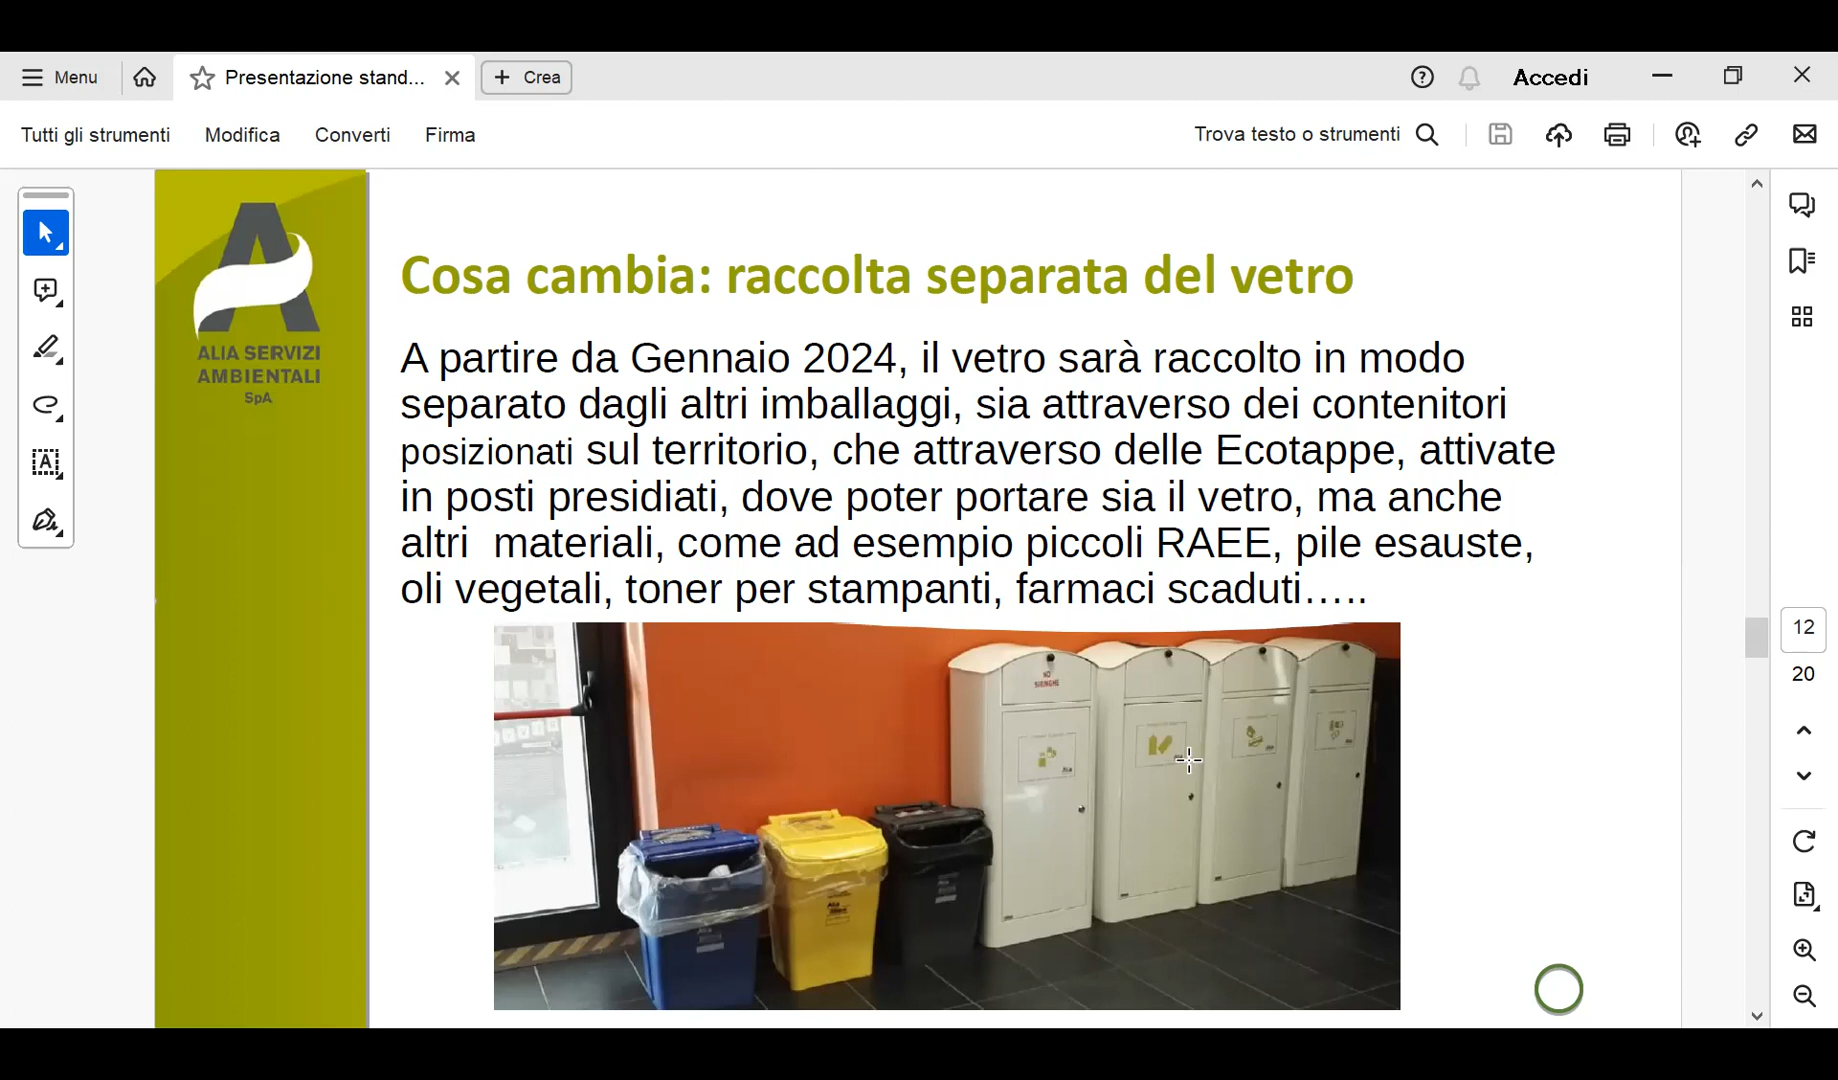 Menu
Presentazione stand...
Crea
Accedi
Tutti gli strumenti
Modifica
Converti
Firma
Trova testo o strumenti
ALIA SERVIZI
AMBIENTALI
SpA
Cosa cambia: raccolta separata del vetro
A partire da Gennaio 2024, il vetro sarà raccolto in modo
separato dagli altri imballaggi, sia attraverso dei contenitori
posizionati sul territorio, che attraverso delle Ecotappe, attivate
in posti presidiati, dove poter portare sia il vetro, ma anche
altri  materiali, come ad esempio piccoli RAEE, pile esauste,
oli vegetali, toner per stampanti, farmaci scaduti…..
NO
SIRINGHE
12
20